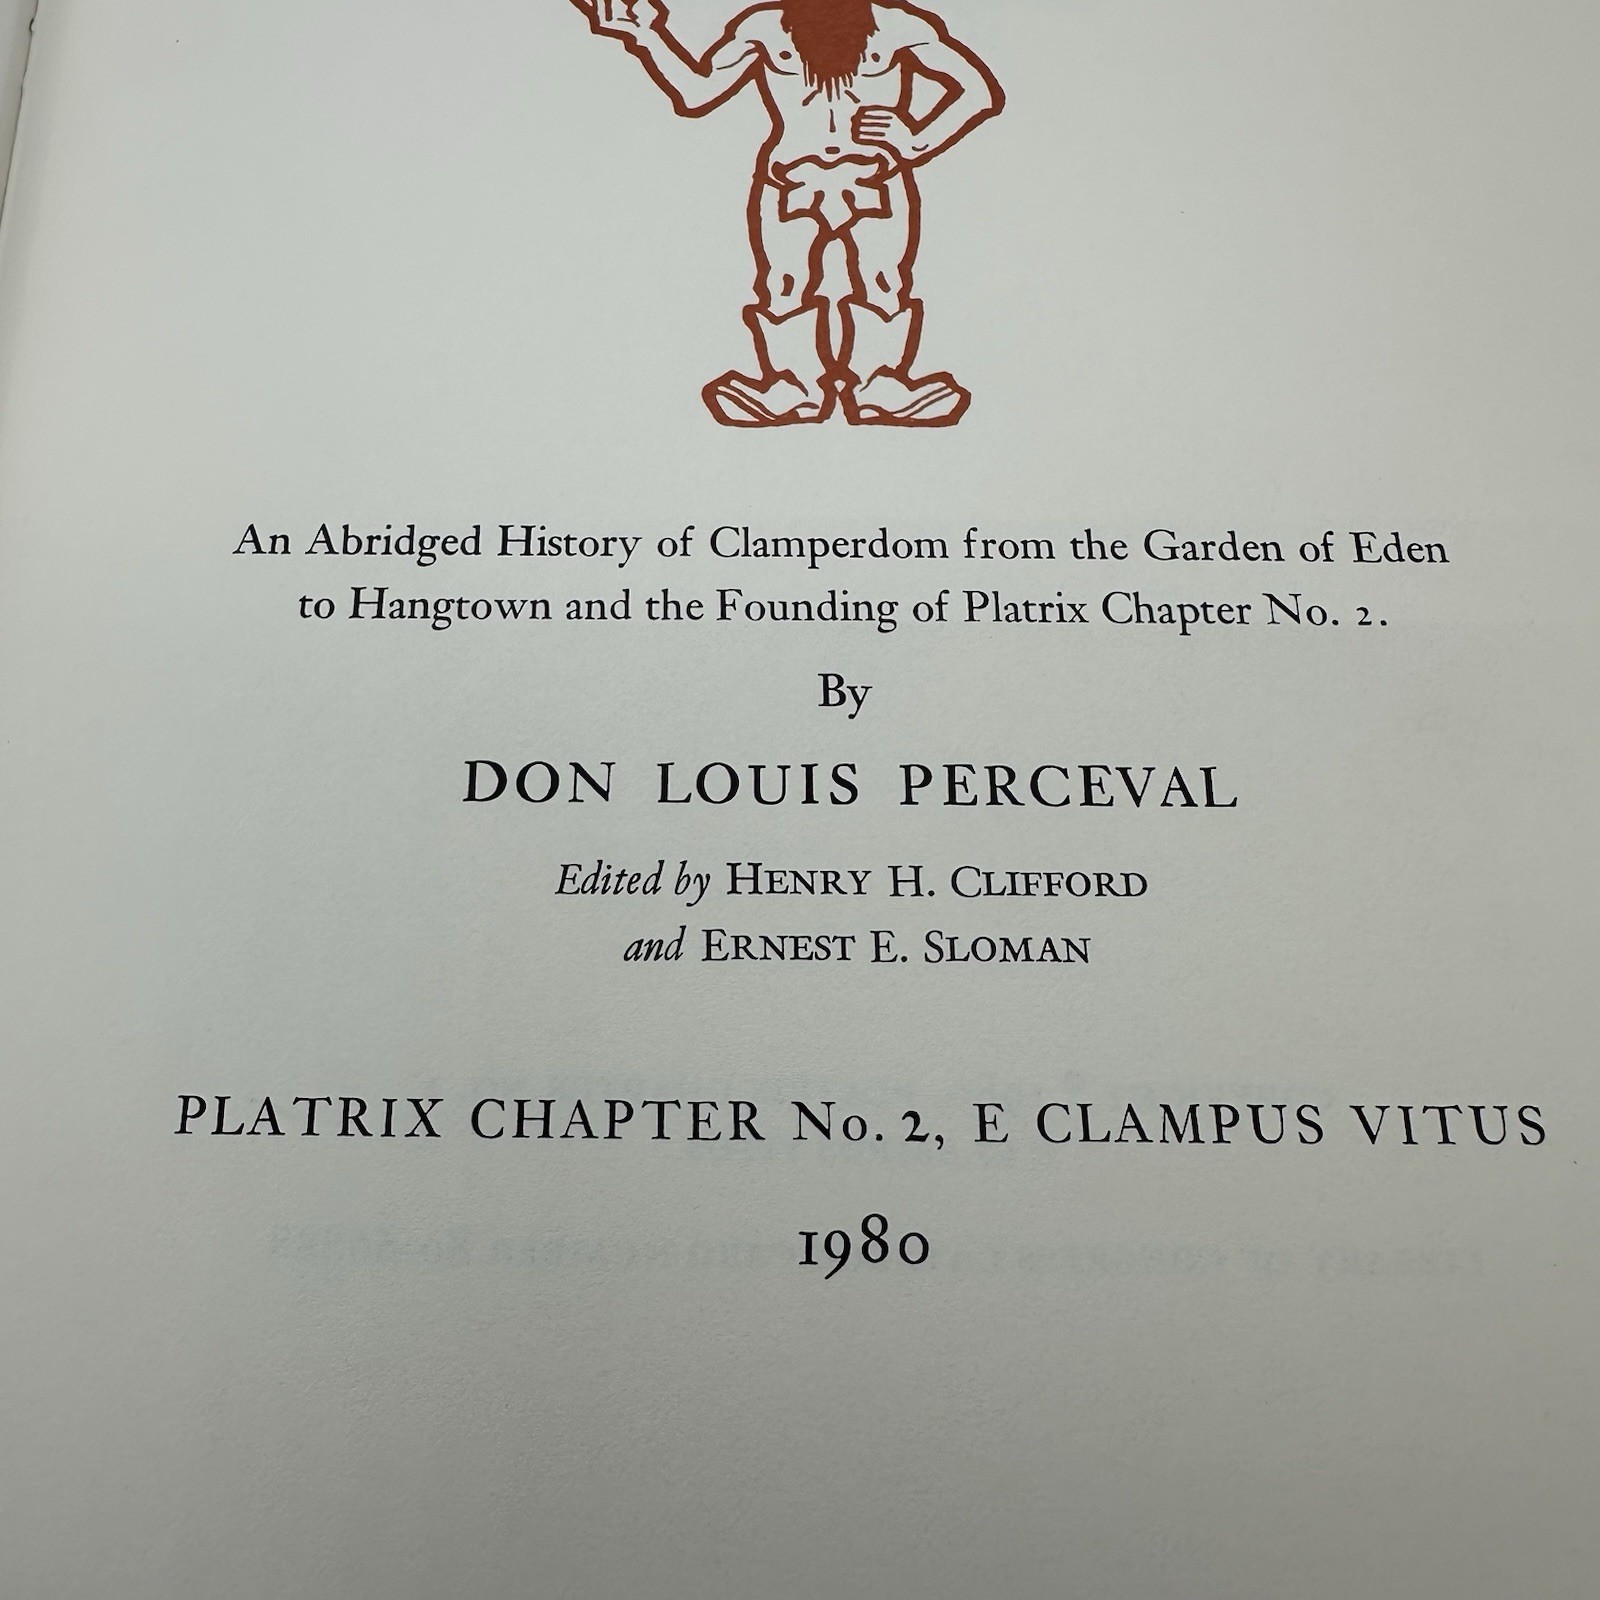 An Abridged History of Clamperdom from the Garden of Eden
to Hangtown and the Founding of Platrix Chapter No. 2.
By
DON LOUIS PERCEVAL
Edited by HENRY H. CLIFFORD
and ERNEST E. SLOMAN
PLATRIX CHAPTER No. 2, E CLAMPUS VITUS
1980